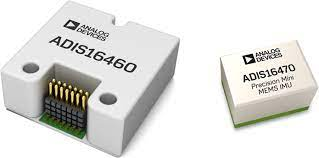 ANALOG
DEVICES
ADIS16460
ANALOG
DEVICES
ADIS16470
Precision Mini
MEMS IMU